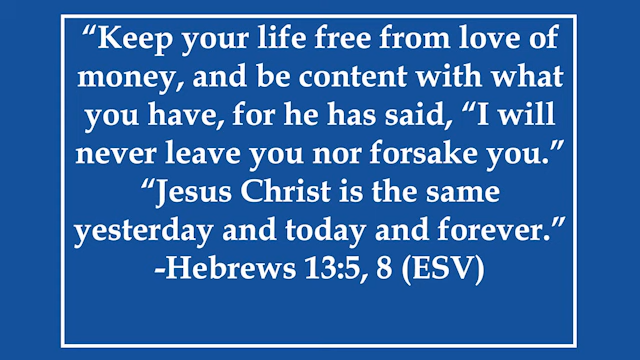 “Keep your life free from love of
money, and be content with what
you have, for he has said, “I will
never leave you nor forsake you.”
“Jesus Christ is the same
yesterday and today and forever.”
-Hebrews 13:5, 8 (ESV)